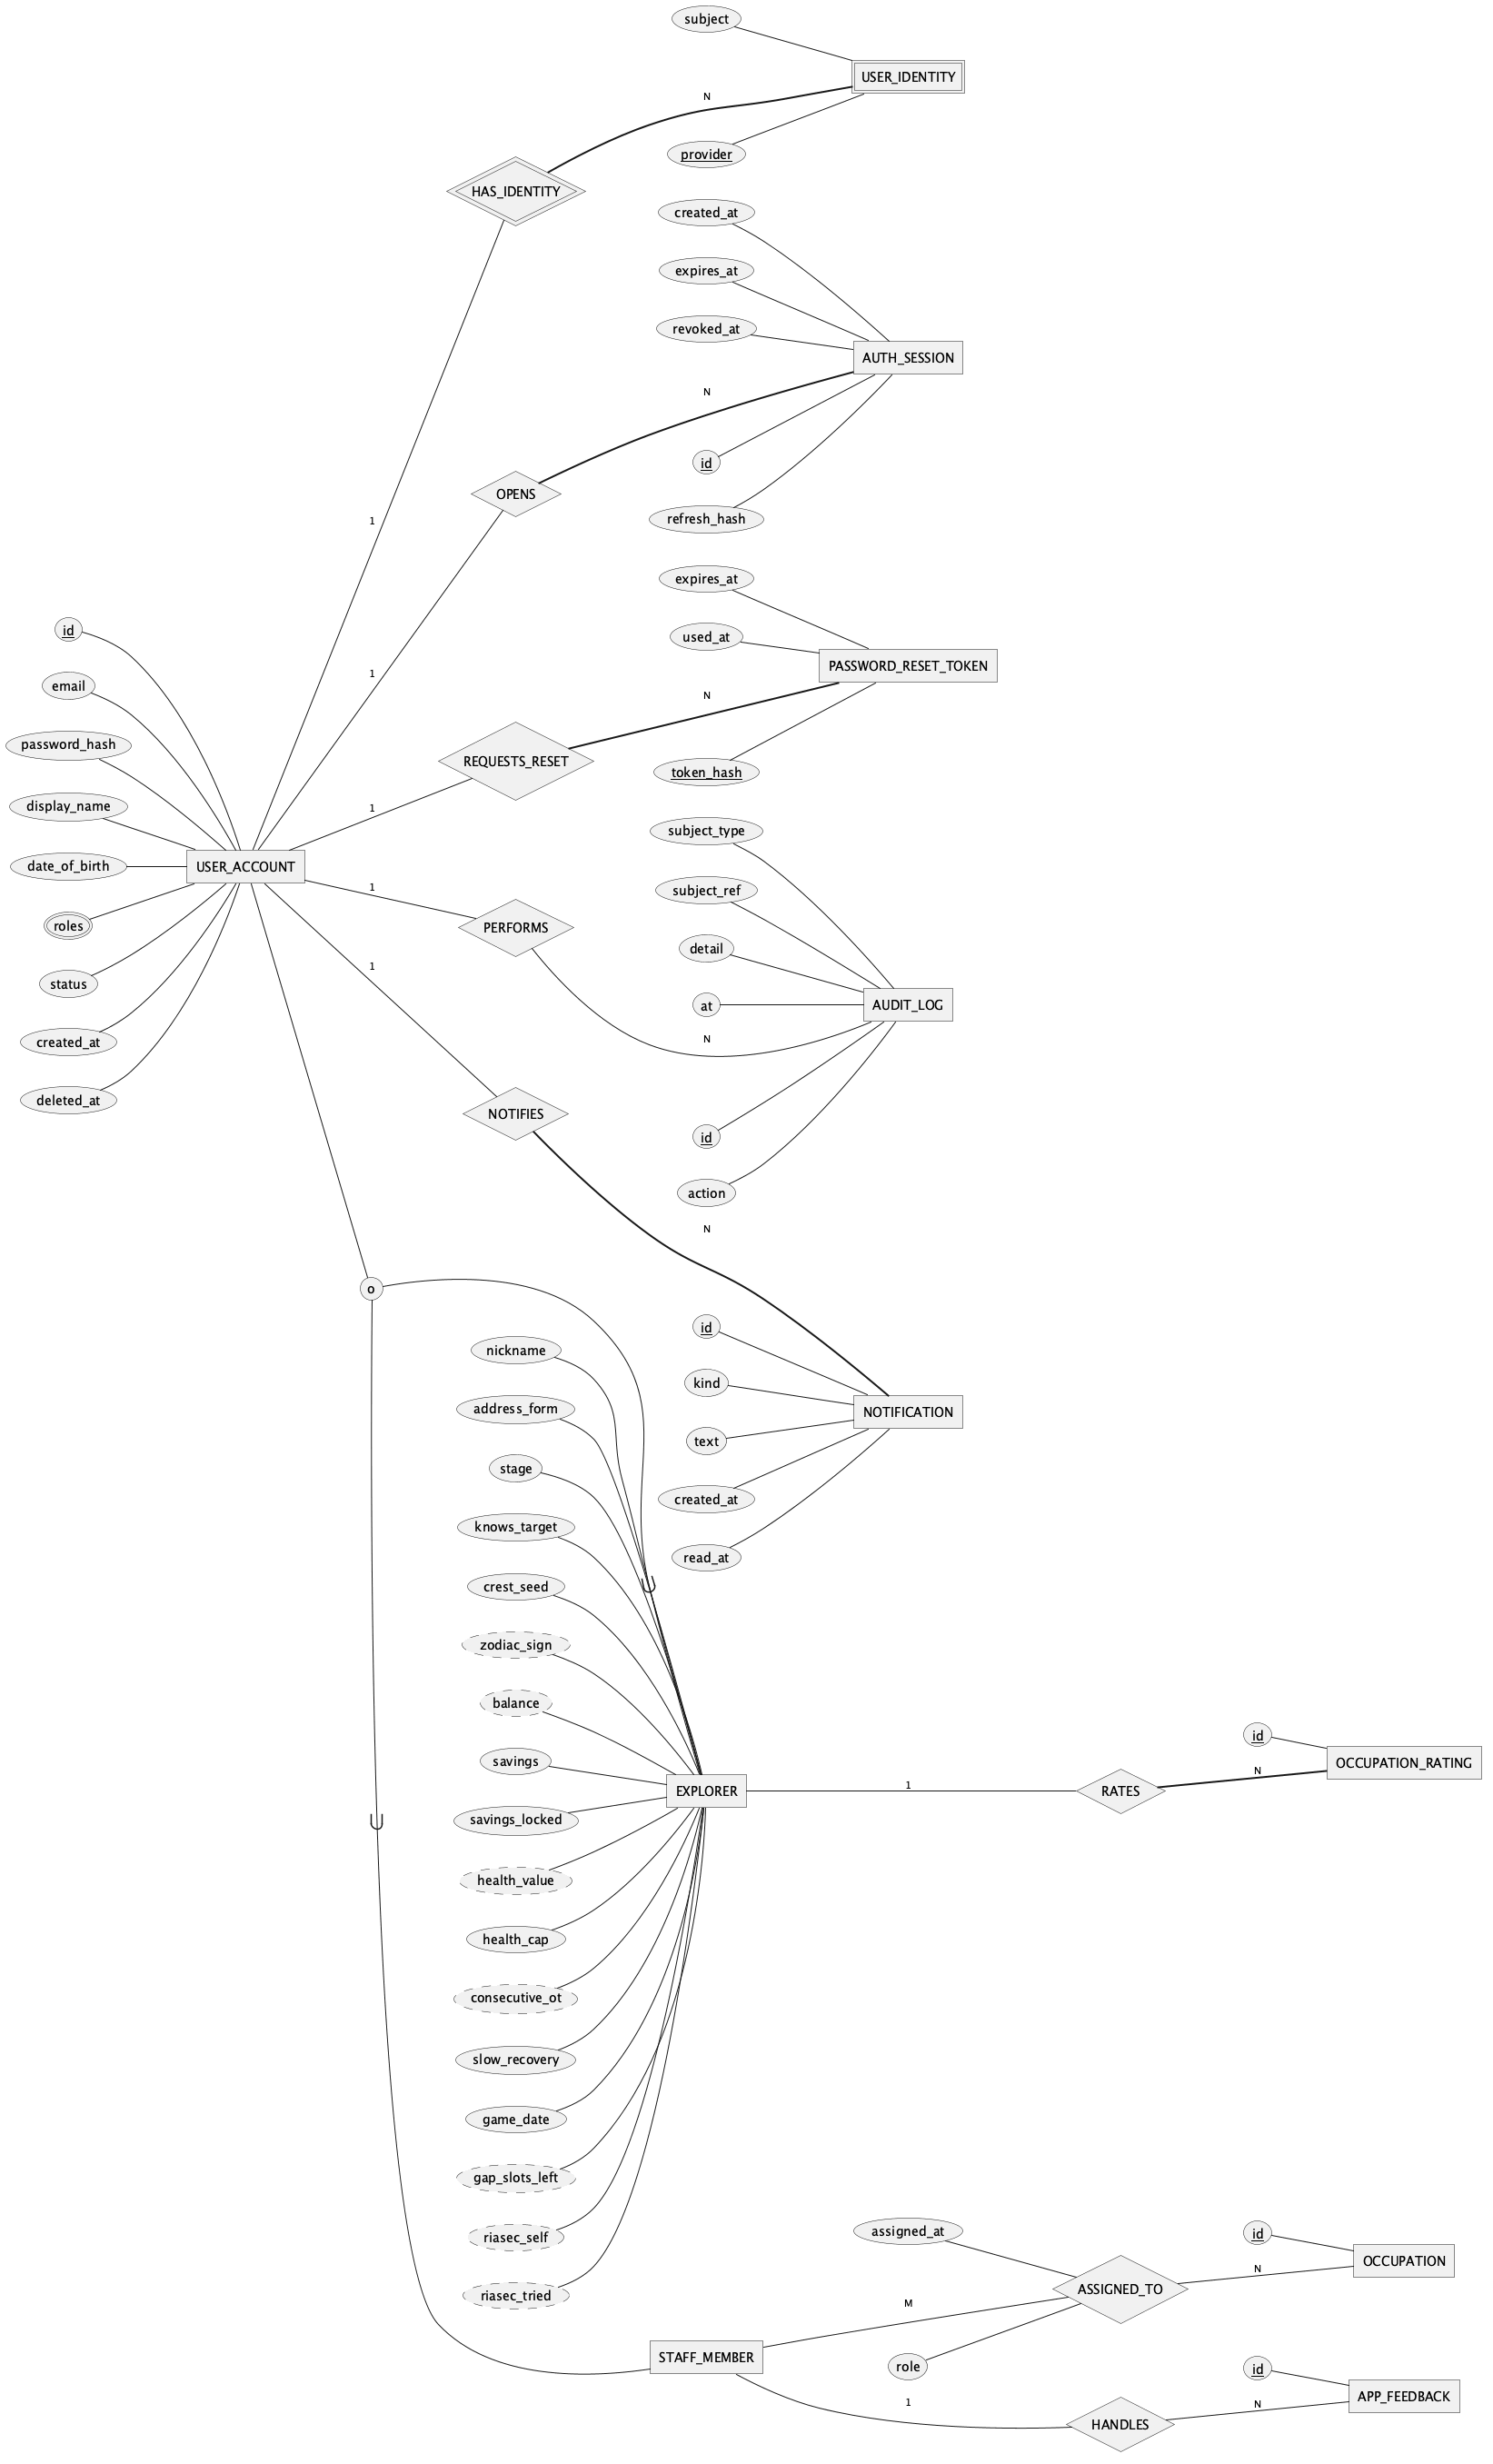 subject
USER_IDENTITY
N
provider
HAS_IDENTITY
created_at
expires_at
revoked_at
AUTH_SESSION
N
id
OPENS
refresh_hash
1
expires_at
id
used_at
PASSWORD_RESET_TOKEN
1
email
N
password_hash
REQUESTS_RESET
token_hash
display_name
1
subject_type
date_of_birth
USER_ACCOUNT
1
subject_ref
roles
PERFORMS
detail
1
status
at
AUDIT_LOG
created_at
N
deleted_at
NOTIFIES
id
action
N
o
id
nickname
kind
address_form
NOTIFICATION
text
stage
created_at
knows_target
read_at
crest_seed
zodiac_sign
balance
id
savings
OCCUPATION_RATING
EXPLORER
1
RATES
N
savings_locked
health_value
health_cap
consecutive_ot
slow_recovery
game_date
gap_slots_left
riasec_self
assigned_at
id
OCCUPATION
riasec_tried
ASSIGNED_TO
N
M
STAFF_MEMBER
role
id
1
APP_FEEDBACK
N
HANDLES